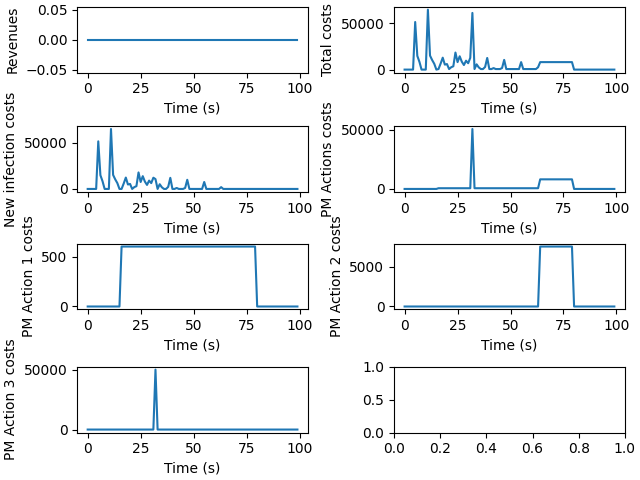 Revenues
0.05
0.00
−0.05
0 25 50 75 100
Time (s)
Total costs
50000
0
0 25 50 75 100
Time (s)
New infection costs
50000
0
0 25 50 75 100
Time (s)
PM Actions costs
50000
0
0 25 50 75 100
Time (s)
PM Action 1 costs
500
0
0 25 50 75 100
Time (s)
PM Action 2 costs
5000
0
0 25 50 75 100
Time (s)
PM Action 3 costs
50000
0
0 25 50 75 100
Time (s)
1.0
0.5
0.0
0.0 0.2 0.4 0.6 0.8 1.0